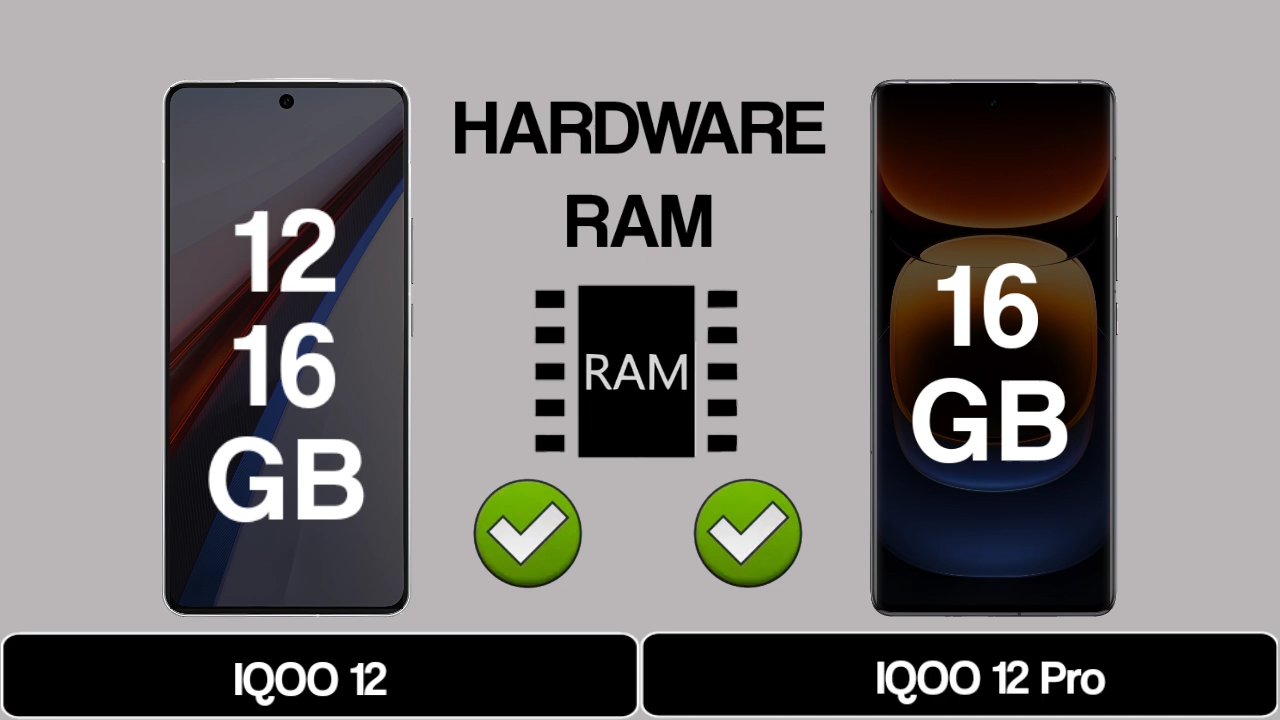 HARDWARE
RAM
RAM
12
16
GB
16
GB
IQOO 12
IQOO 12 Pro